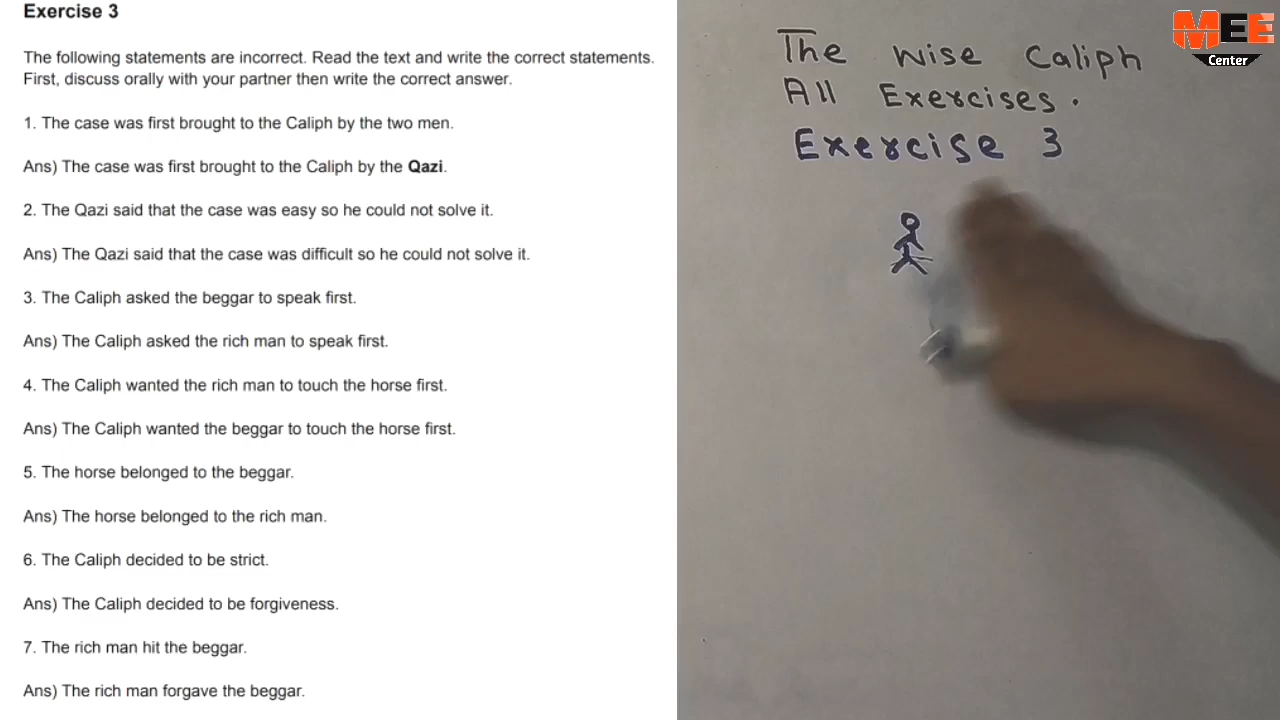 Exercise 3
The following statements are incorrect. Read the text and write the correct statements.
First, discuss orally with your partner then write the correct answer.
1. The case was first brought to the Caliph by the two men.
Ans) The case was first brought to the Caliph by the Qazi.
2. The Qazi said that the case was easy so he could not solve it.
Ans) The Qazi said that the case was difficult so he could not solve it.
3. The Caliph asked the beggar to speak first.
Ans) The Caliph asked the rich man to speak first.
4. The Caliph wanted the rich man to touch the horse first.
Ans) The Caliph wanted the beggar to touch the horse first.
5. The horse belonged to the beggar.
Ans) The horse belonged to the rich man.
6. The Caliph decided to be strict.
Ans) The Caliph decided to be forgiveness.
7. The rich man hit the beggar.
Ans) The rich man forgave the beggar.
The Wise Caliph
All Exercises.
Exercise 3
MEE
Center